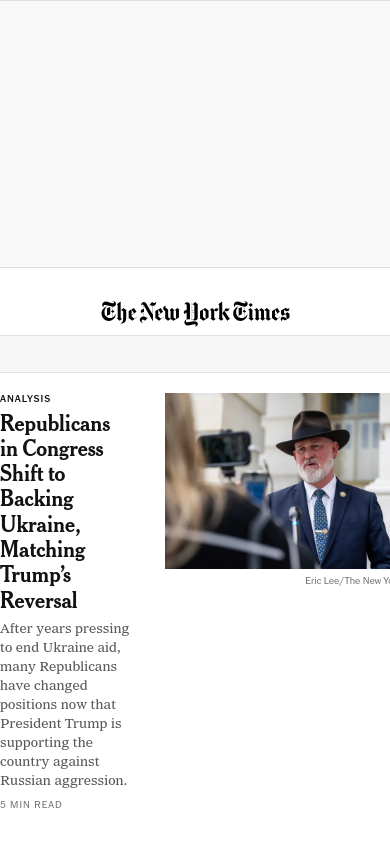 The New York Times
ANALYSIS
Republicans
in Congress
Shift to
Backing
Ukraine,
Matching
Trump’s
Reversal
After years pressing
to end Ukraine aid,
many Republicans
have changed
positions now that
President Trump is
supporting the
country against
Russian aggression.
5 MIN READ
Eric Lee/The New